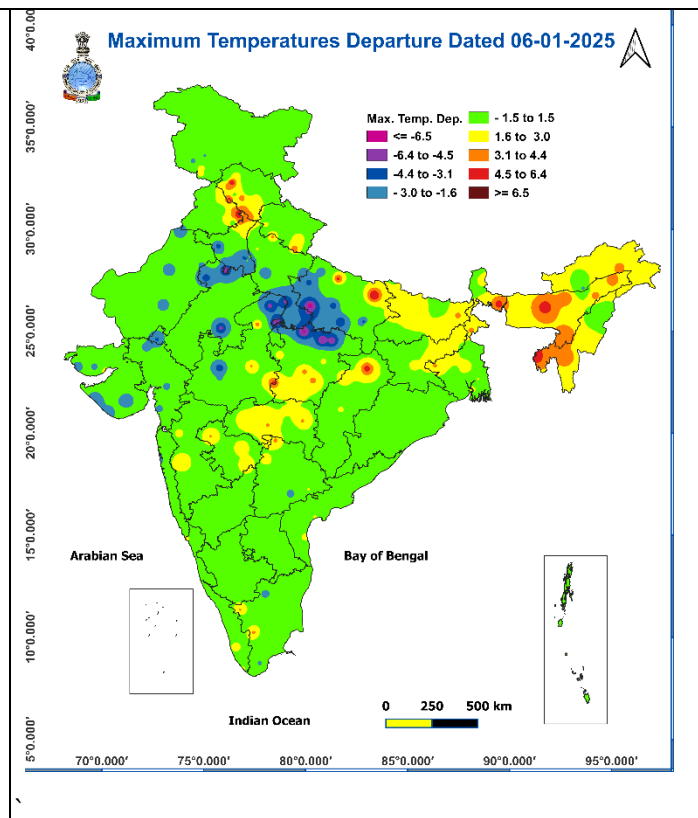 Maximum Temperatures Departure Dated 06-01-2025
Max. Temp. Dep.
<= -6.5
-6.4 to -4.5
-4.4 to -3.1
- 3.0 to -1.6
- 1.5 to 1.5
1.6 to 3.0
3.1 to 4.4
4.5 to 6.4
>= 6.5
40°0.000'
35°0.000'
30°0.000'
25°0.000'
20°0.000'
15°0.000'
10°0.000'
5°0.000'
Arabian Sea
Bay of Bengal
Indian Ocean
0 250 500 km
70°0.000'
75°0.000'
80°0.000'
85°0.000'
90°0.000'
95°0.000'
`